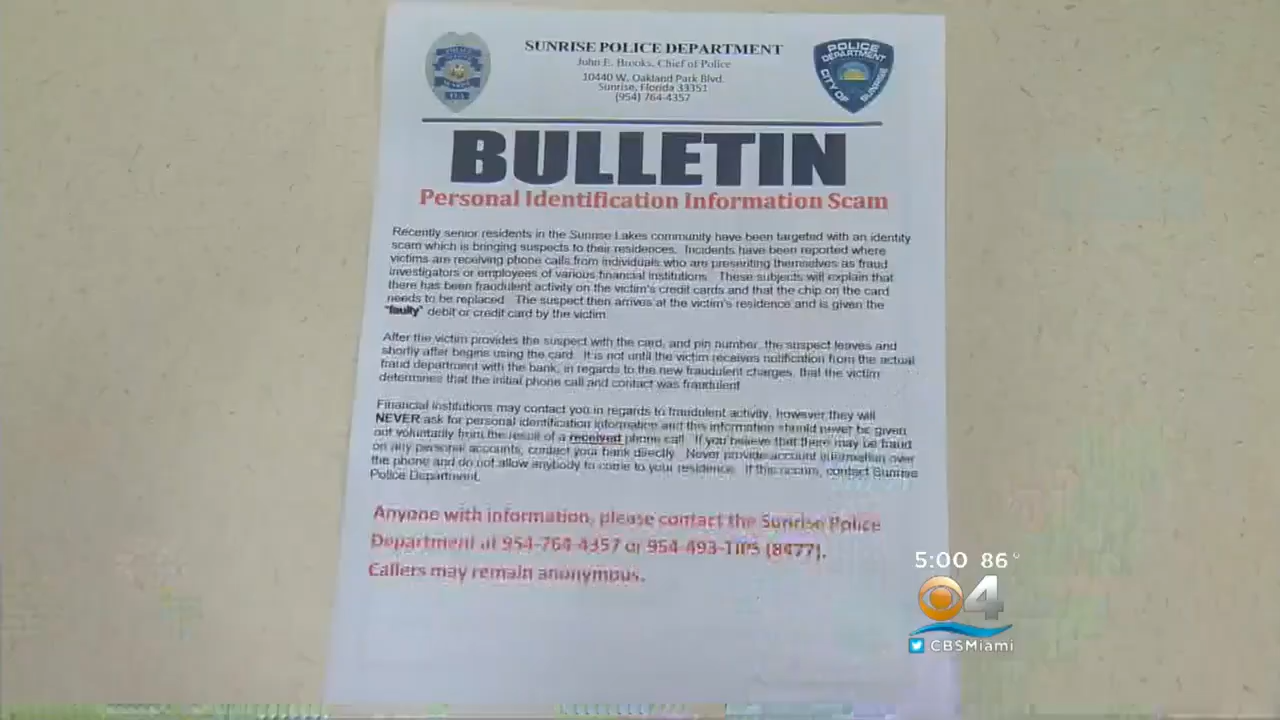 SUNRISE POLICE DEPARTMENT
John E. Brooks, Chief of Police
10440 W. Oakland Park Blvd.
Sunrise, Florida 33351
(954) 764-4357
POLICE
DEPARTMENT
CITY OF SUNRISE
BULLETIN
Personal Identification Information Scam
Recently senior residents in the Sunrise Lakes community have been targeted with an identity
scam which is bringing suspects to their residences. Incidents have been reported where
victims are receiving phone calls from individuals who are presenting themselves as fraud
investigators or employees of various financial institutions. These subjects will explain that
there has been fraudulent activity on the victim's credit cards and that the chip on the card
needs to be replaced. The suspect then arrives at the victim's residence and is given the
"faulty" debit or credit card by the victim.
After the victim provides the suspect with the card, and pin number, the suspect leaves and
shortly after begins using the card. It is not until the victim receives notification from the actual
fraud department with the bank, in regards to the new fraudulent charges, that the victim
determines that the initial phone call and contact was fraudulent.
Financial institutions may contact you in regards to fraudulent activity, however they will
NEVER ask for personal identification information and this information should never be given
out voluntarily from the result of a received phone call. If you believe that there may be fraud
on any personal accounts, contact your bank directly. Never provide account information over
the phone and do not allow anybody to come to your residence. If this occurs, contact Sunrise
Police Department.
Anyone with information, please contact the Sunrise Police
Department at 954-764-4357 or 954-493-TIPS (8477).
Callers may remain anonymous.
5:00 86°
4
CBSMiami